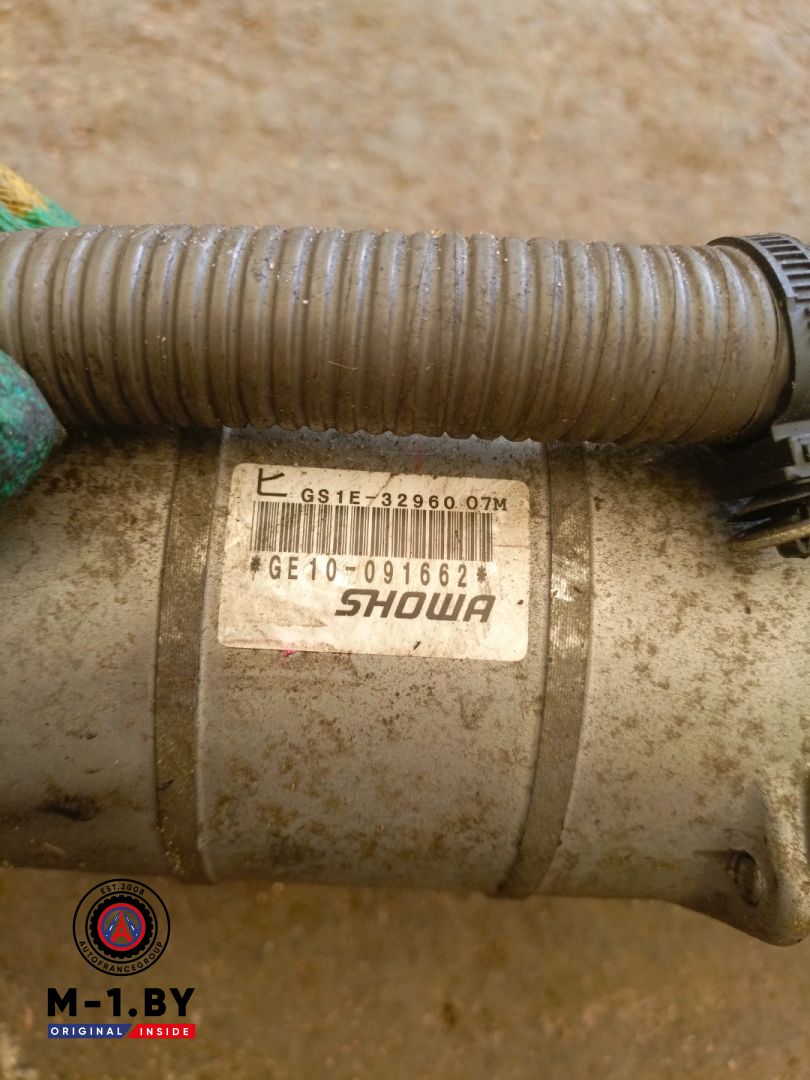 ヒ GS1E-32960 07M
*GE10-091662*
SHOWA
EST.2008
AUTOFRANCEGROUP
M-1.BY
ORIGINAL INSIDE